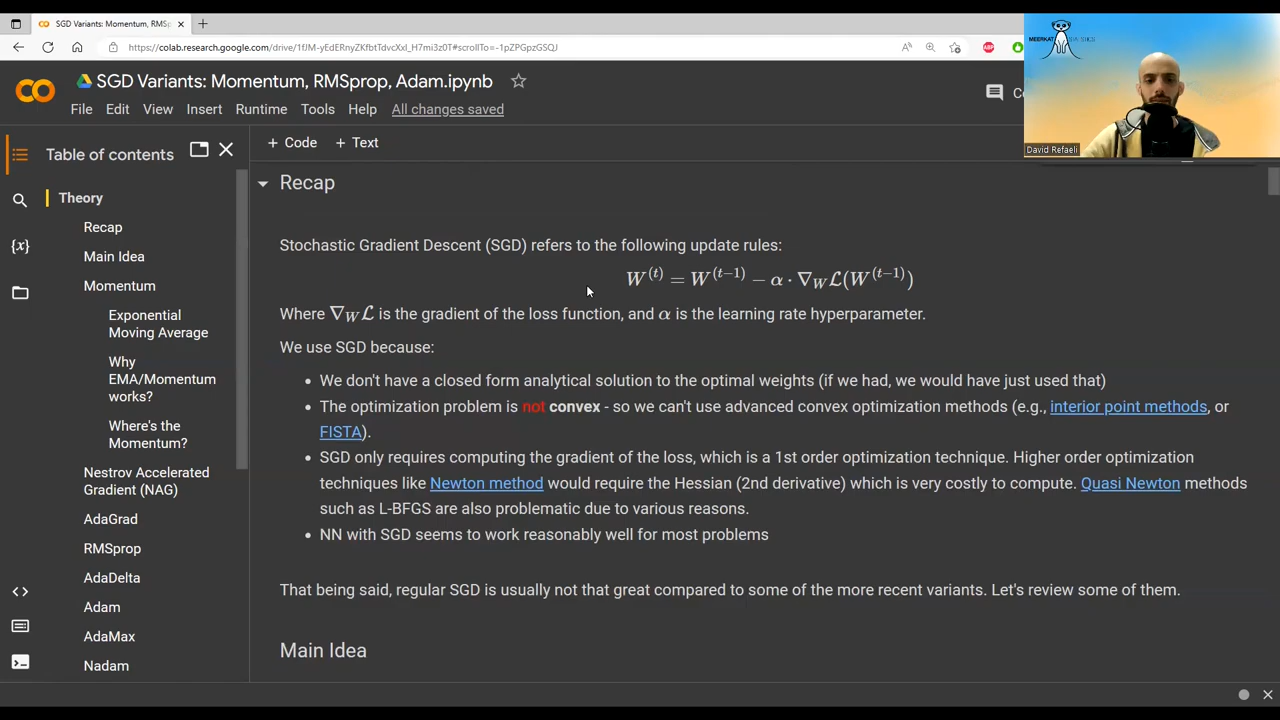 SGD Variants: Momentum, RMSp
https://colab.research.google.com/drive/1fJM-yEdERnyZKfbtTdvcXxI_H7mi3z0T#scrollTo=-1pZPGpzGSQJ
MEERKAT
SGD Variants: Momentum, RMSprop, Adam.ipynb
File Edit View Insert Runtime Tools Help All changes saved
David Refaeli
+ Code + Text
Table of contents
Theory
Recap
Main Idea
Momentum
Exponential
Moving Average
Why
EMA/Momentum
works?
Where's the
Momentum?
Nestrov Accelerated
Gradient (NAG)
AdaGrad
RMSprop
AdaDelta
Adam
AdaMax
Nadam
Recap
Stochastic Gradient Descent (SGD) refers to the following update rules:
W^(t) = W^(t−1) − α · ∇_W ℒ(W^(t−1))
Where ∇_W ℒ is the gradient of the loss function, and α is the learning rate hyperparameter.
We use SGD because:
• We don't have a closed form analytical solution to the optimal weights (if we had, we would have just used that)
• The optimization problem is not convex - so we can't use advanced convex optimization methods (e.g., interior point methods, or
FISTA).
• SGD only requires computing the gradient of the loss, which is a 1st order optimization technique. Higher order optimization
techniques like Newton method would require the Hessian (2nd derivative) which is very costly to compute. Quasi Newton methods
such as L-BFGS are also problematic due to various reasons.
• NN with SGD seems to work reasonably well for most problems
That being said, regular SGD is usually not that great compared to some of the more recent variants. Let's review some of them.
Main Idea